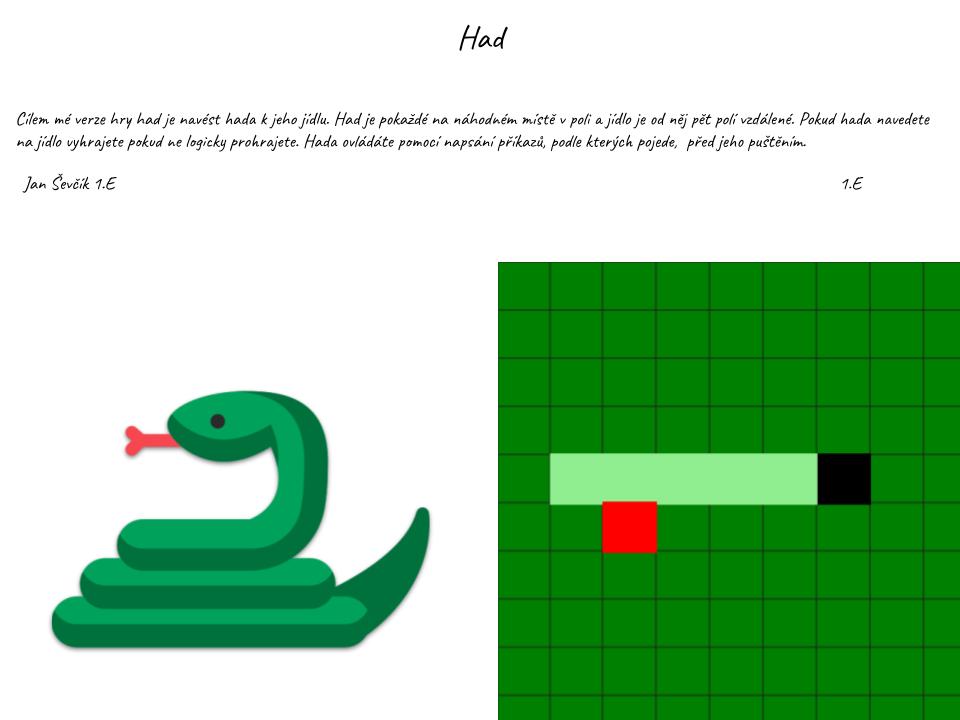 Had
Cílem mé verze hry had je navést hada k jeho jídlu. Had je pokaždé na náhodném místě v poli a jídlo je od něj pět polí vzdálené. Pokud hada navedete
na jídlo vyhrajete pokud ne logicky prohrajete. Hada ovládáte pomocí napsání příkazů, podle kterých pojede, před jeho puštěním.
Jan Ševčík 1.E
1.E